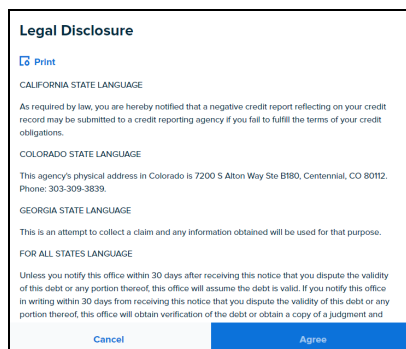 Legal Disclosure
Print
CALIFORNIA STATE LANGUAGE
As required by law, you are hereby notified that a negative credit report reflecting on your credit
record may be submitted to a credit reporting agency if you fail to fulfill the terms of your credit
obligations.
COLORADO STATE LANGUAGE
This agency's physical address in Colorado is 7200 S Alton Way Ste B180, Centennial, CO 80112.
Phone: 303-309-3839.
GEORGIA STATE LANGUAGE
This is an attempt to collect a claim and any information obtained will be used for that purpose.
FOR ALL STATES LANGUAGE
Unless you notify this office within 30 days after receiving this notice that you dispute the validity
of this debt or any portion thereof, this office will assume the debt is valid. If you notify this office
in writing within 30 days from receiving this notice that you dispute the validity of this debt or any
portion thereof, this office will obtain verification of the debt or obtain a copy of a judgment and
Cancel
Agree